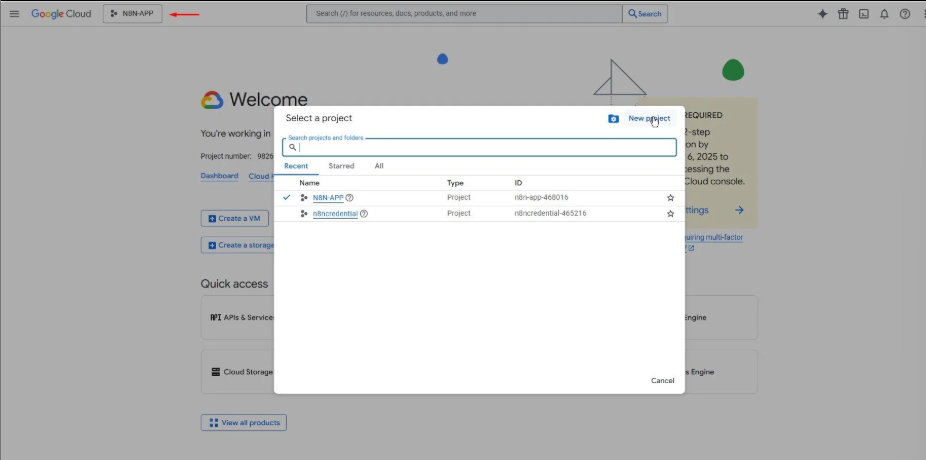 Google Cloud
N8N-APP
Search (/) for resources, docs, products, and more
Search
Welcome
You're working in
Project number: 9826
Dashboard
Cloud
Create a VM
Create a storage
Quick access
API APIs & Service
Cloud Storage
View all products
Select a project
New project
Search projects and folders
Recent Starred All
Name Type ID
N8N-APP Project n8n-app-468016
n8ncredential Project n8ncredential-465216
Cancel
REQUIRED
2-step
on by
6, 2025 to
cessing the
Cloud console.
ttings
quiring multi-factor
Engine
s Engine